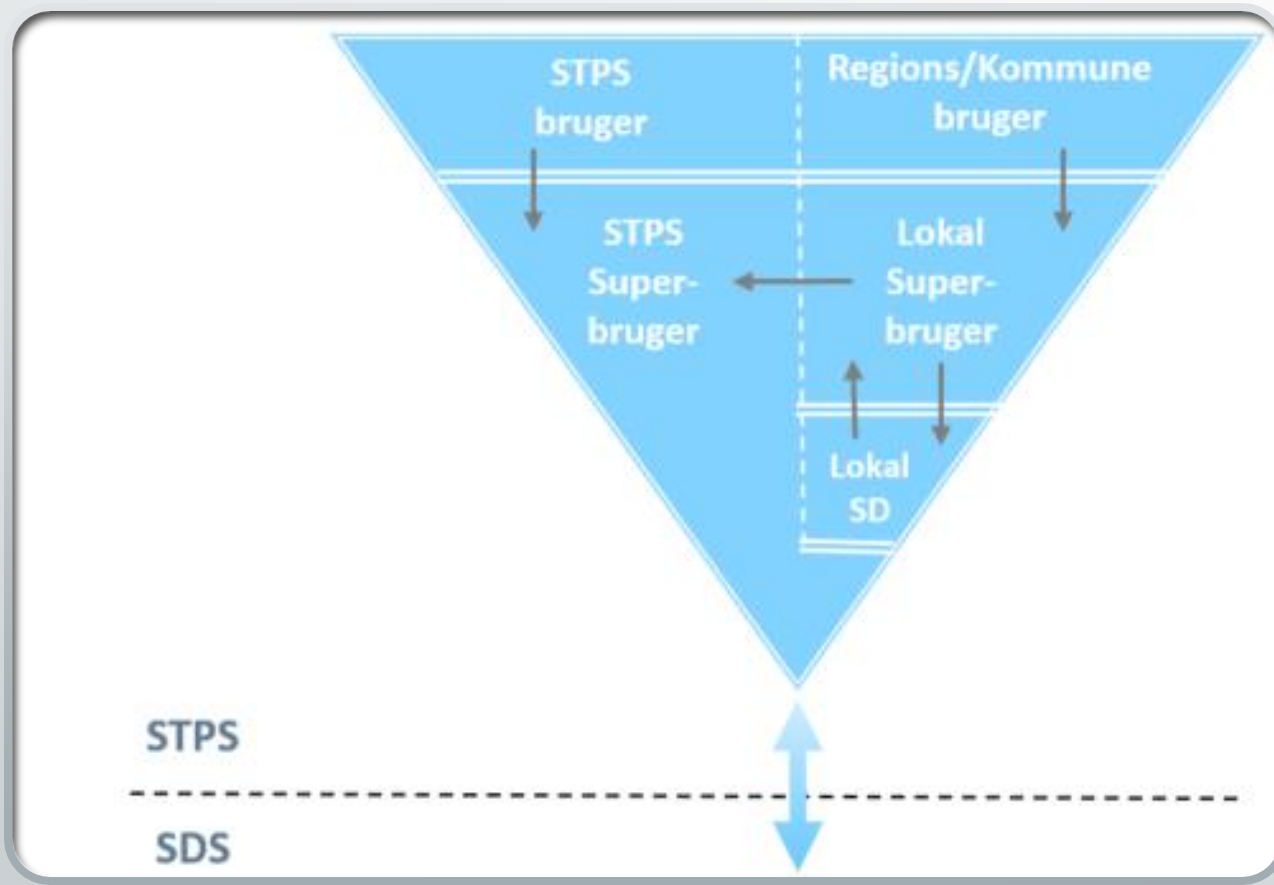 STPS
bruger
Regions/Kommune
bruger
STPS
Super-
bruger
Lokal
Super-
bruger
Lokal
SD
STPS
SDS